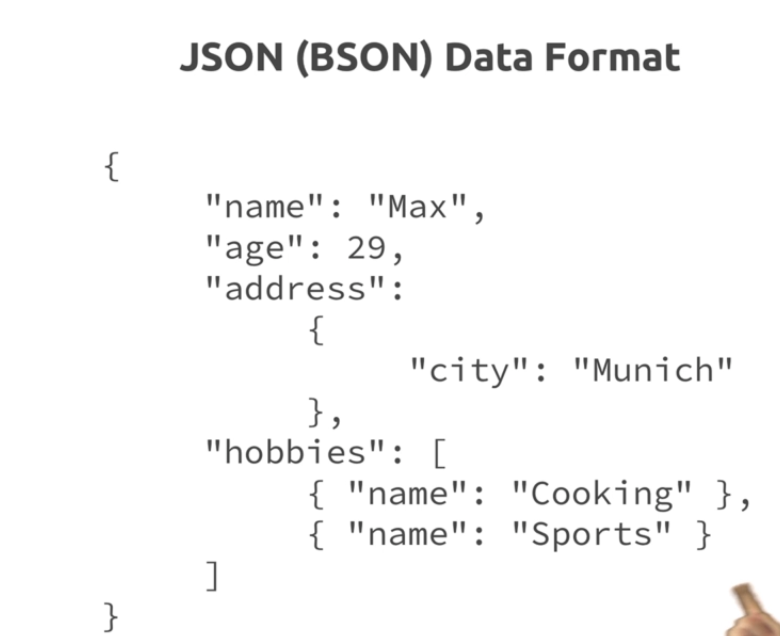 JSON (BSON) Data Format
{
"name": "Max",
"age": 29,
"address":
{
"city": "Munich"
},
"hobbies": [
{ "name": "Cooking" },
{ "name": "Sports" }
]
}